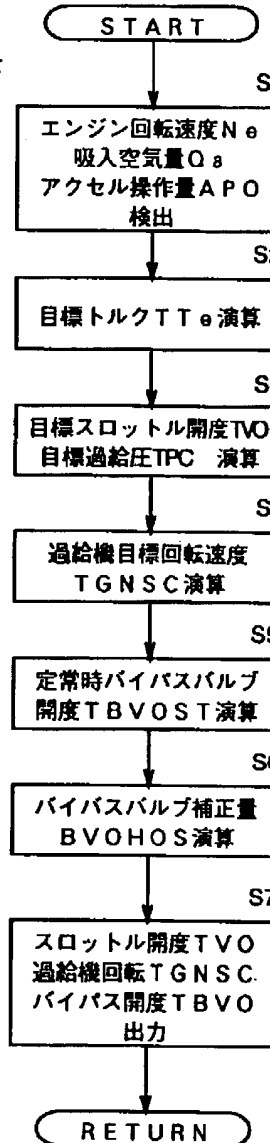 START
S
エンジン回転速度Ne
吸入空気量Qa
アクセル操作量APO
検出
S
目標トルクTTe演算
S
目標スロットル開度TVO
目標過給圧TPC 演算
S
過給機目標回転速度
TGNSC演算
S5
定常時バイパスバルブ
開度TBVOST演算
S6
バイパスバルブ補正量
BVOHOS演算
S7
スロットル開度TVO
過給機回転TGNSC
バイパス開度TBVO
出力
RETURN